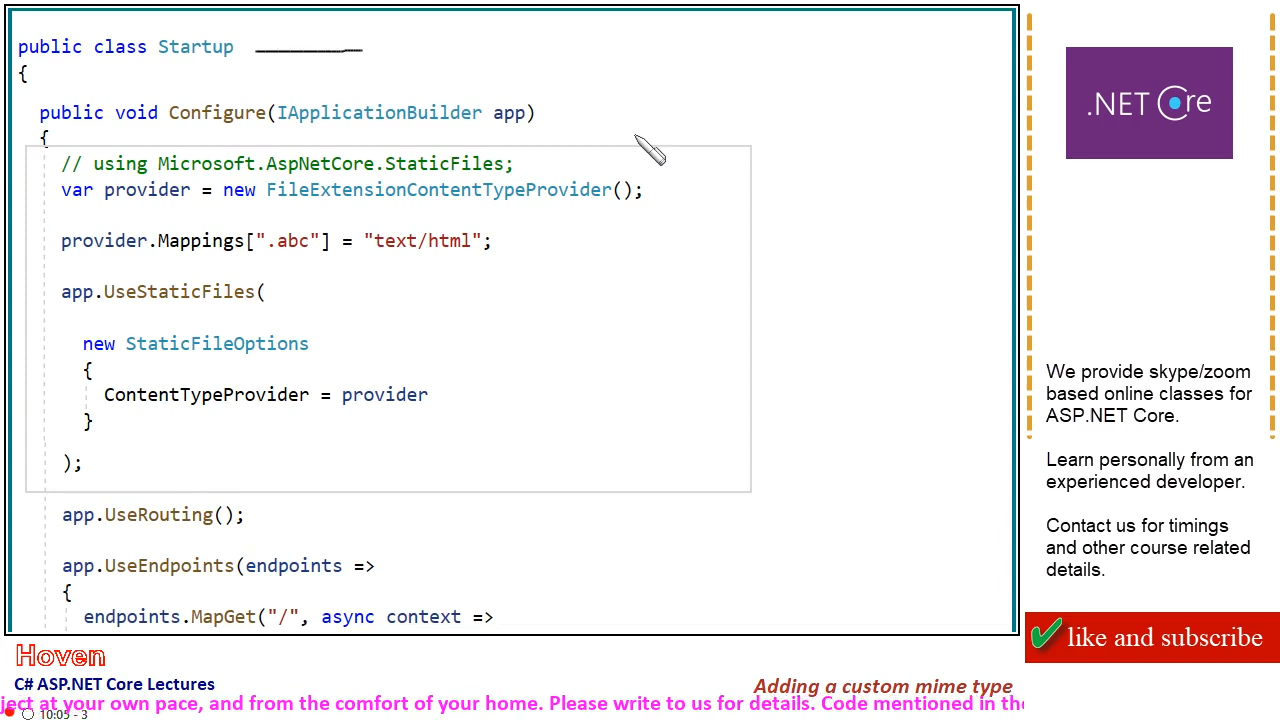 public class Startup
{
public void Configure(IApplicationBuilder app)
{
// using Microsoft.AspNetCore.StaticFiles;
var provider = new FileExtensionContentTypeProvider();
provider.Mappings[".abc"] = "text/html";
app.UseStaticFiles(
new StaticFileOptions
{
ContentTypeProvider = provider
}
);
app.UseRouting();
app.UseEndpoints(endpoints =>
{
endpoints.MapGet("/", async context =>
.NET Core
We provide skype/zoom
based online classes for
ASP.NET Core.
Learn personally from an
experienced developer.
Contact us for timings
and other course related
details.
like and subscribe
Hoven
C# ASP.NET Core Lectures
Adding a custom mime type
ject at your own pace, and from the comfort of your home. Please write to us for details. Code mentioned in the
10:05 - 3